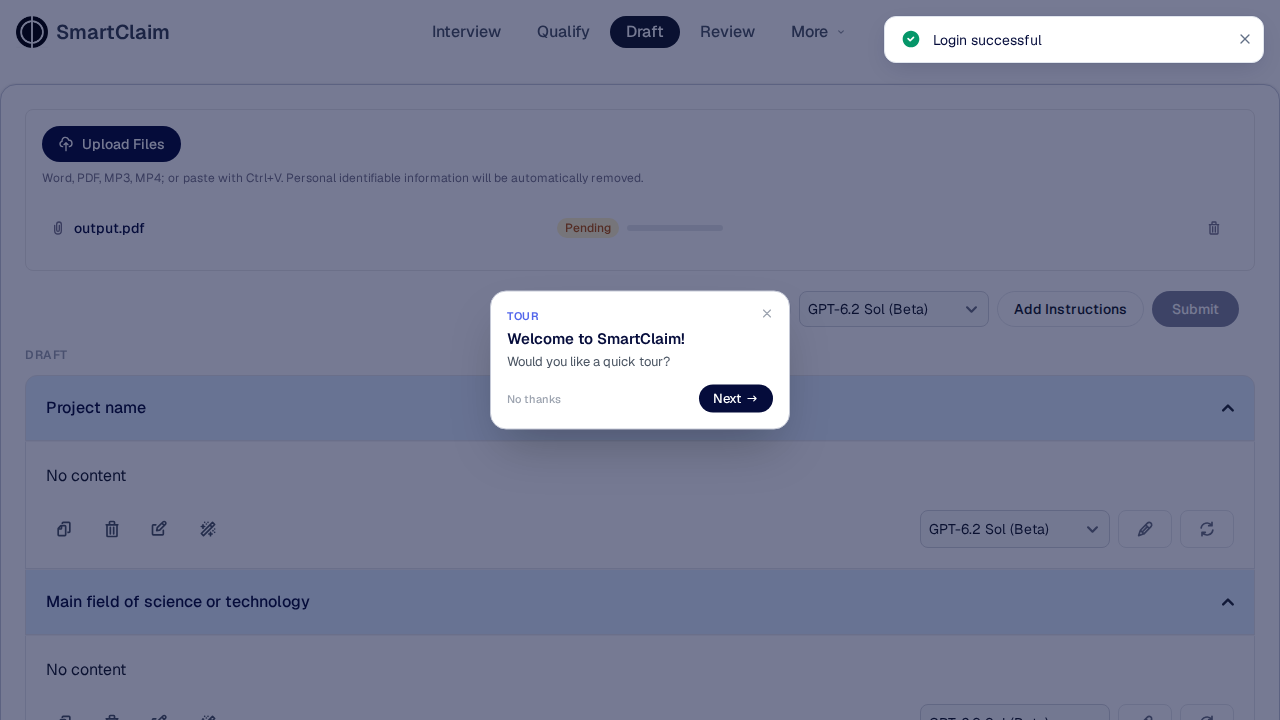 SmartClaim
Interview
Qualify
Draft
Review
More
Login successful
Upload Files
Word, PDF, MP3, MP4; or paste with Ctrl+V. Personal identifiable information will be automatically removed.
output.pdf
Pending
TOUR
Welcome to SmartClaim!
Would you like a quick tour?
No thanks
Next →
GPT-6.2 Sol (Beta)
Add Instructions
Submit
DRAFT
Project name
No content
GPT-6.2 Sol (Beta)
Main field of science or technology
No content